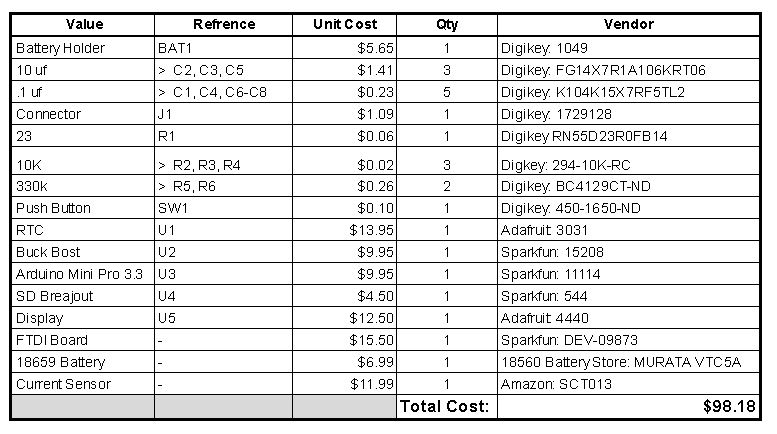 Value Refrence Unit Cost Qty Vendor
Battery Holder BAT1 $5.65 1 Digikey: 1049
10 uf > C2, C3, C5 $1.41 3 Digikey: FG14X7R1A106KRT06
.1 uf > C1, C4, C6-C8 $0.23 5 Digikey: K104K15X7RF5TL2
Connector J1 $1.09 1 Digikey: 1729128
23 R1 $0.06 1 Digikey RN55D23R0FB14
10K > R2, R3, R4 $0.02 3 Digkey: 294-10K-RC
330k > R5, R6 $0.26 2 Digikey: BC4129CT-ND
Push Button SW1 $0.10 1 Digikey: 450-1650-ND
RTC U1 $13.95 1 Adafruit: 3031
Buck Bost U2 $9.95 1 Sparkfun: 15208
Arduino Mini Pro 3.3 U3 $9.95 1 Sparkfun: 11114
SD Breajout U4 $4.50 1 Sparkfun: 544
Display U5 $12.50 1 Adafruit: 4440
FTDI Board - $15.50 1 Sparkfun: DEV-09873
18659 Battery - $6.99 1 18560 Battery Store: MURATA VTC5A
Current Sensor - $11.99 1 Amazon: SCT013
Total Cost: $98.18